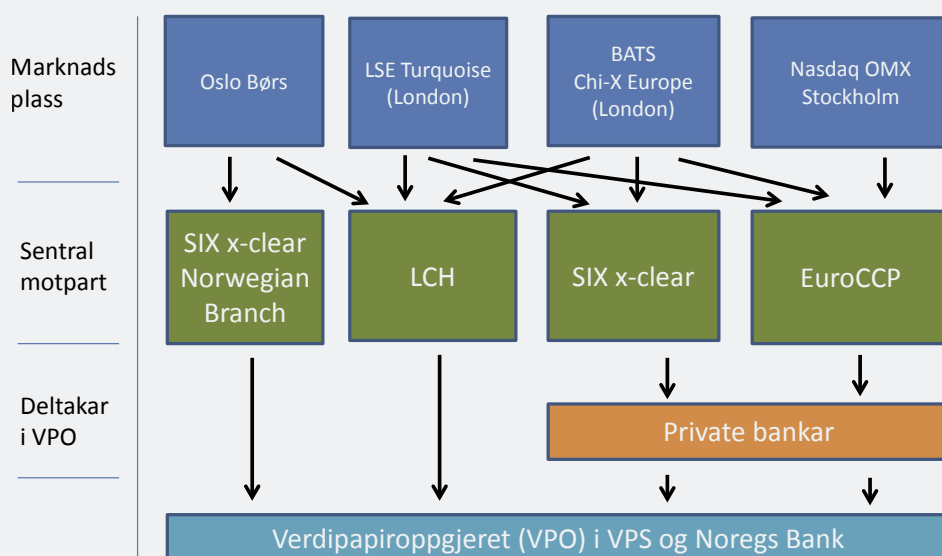 Marknads
plass
Oslo Børs
LSE Turquoise
(London)
BATS
Chi-X Europe
(London)
Nasdaq OMX
Stockholm
Sentral
motpart
SIX x-clear
Norwegian
Branch
LCH
SIX x-clear
EuroCCP
Deltakar
i VPO
Private bankar
Verdipapiroppgjeret (VPO) i VPS og Noregs Bank